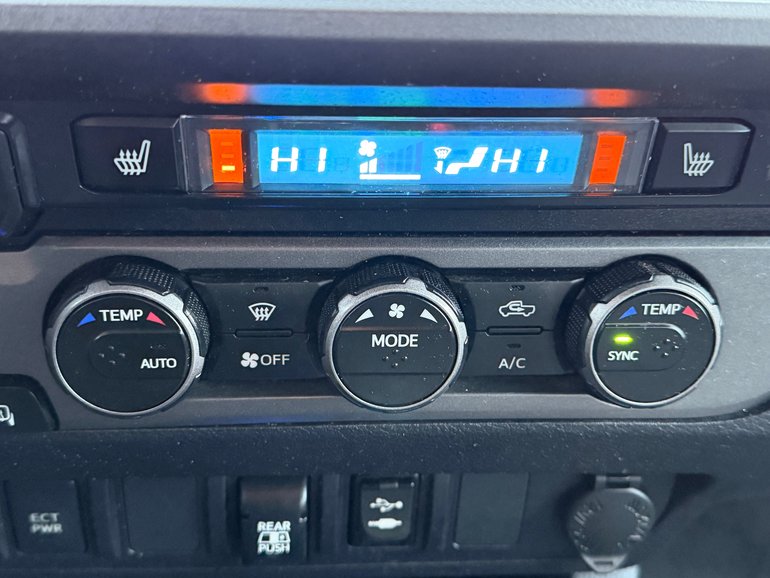 HI HI
TEMP
AUTO
OFF
MODE
A/C
TEMP
SYNC
ECT
PWR
REAR
PUSH